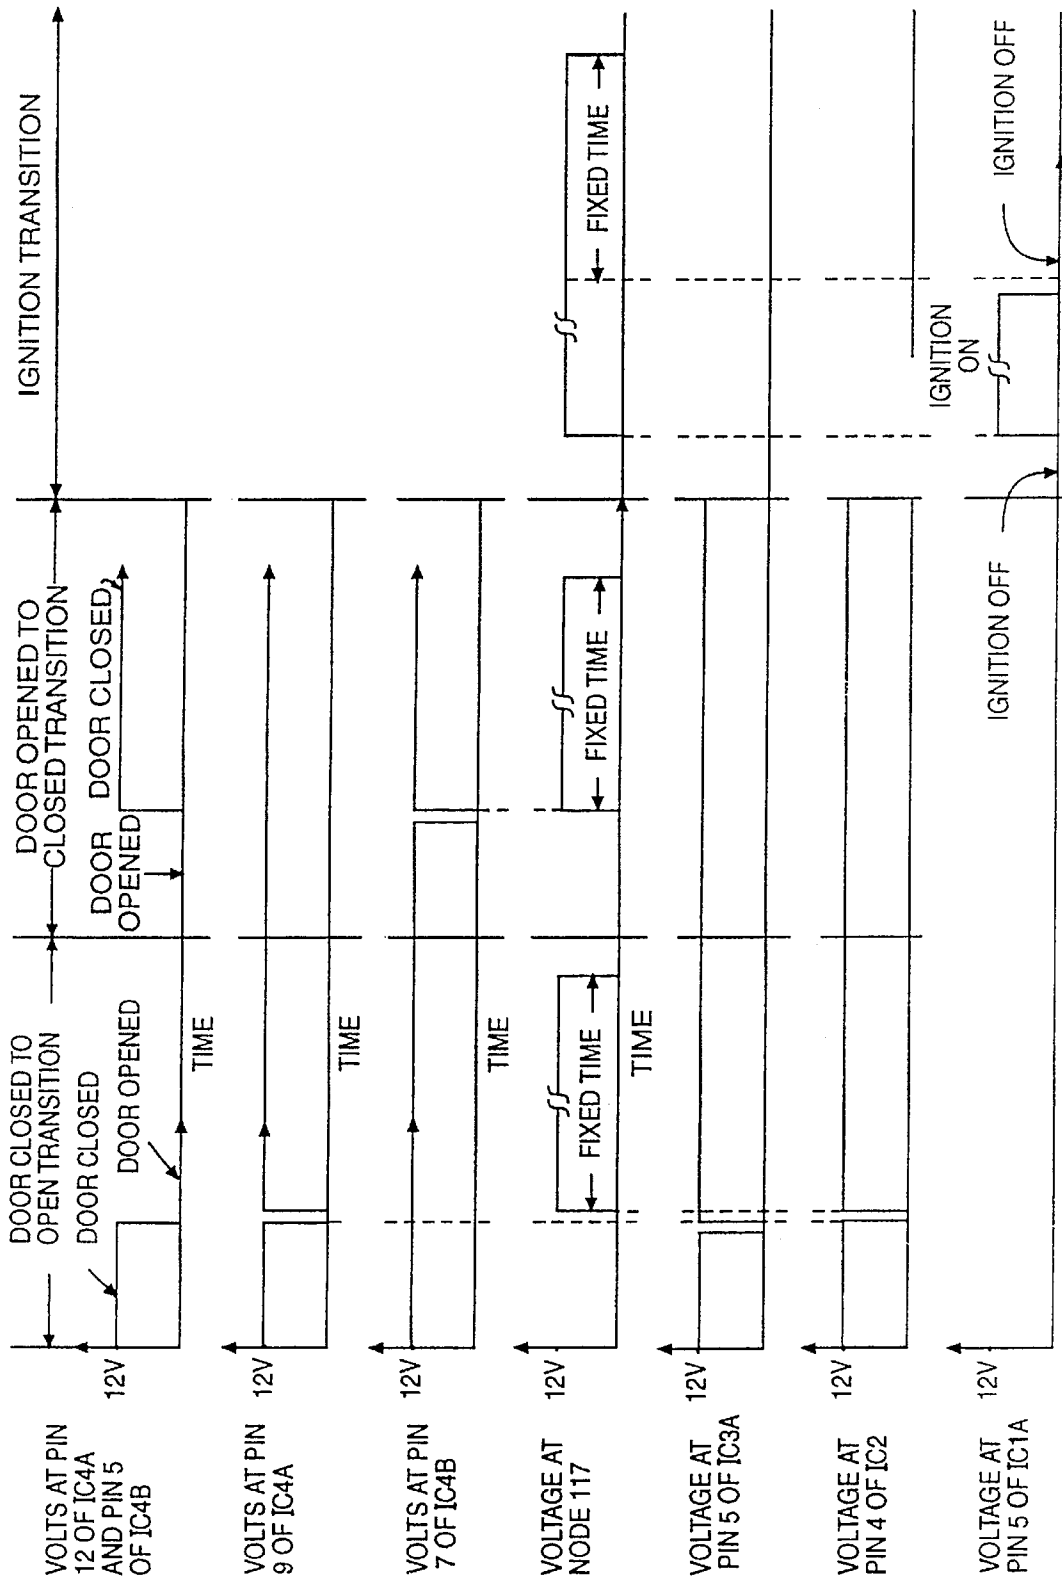 DOOR CLOSED TO
OPEN TRANSITION
DOOR OPENED TO
CLOSED TRANSITION
IGNITION TRANSITION
VOLTS AT PIN
12 OF IC4A
AND PIN 5
OF IC4B
12V
DOOR CLOSED
DOOR OPENED
TIME
DOOR
OPENED
DOOR CLOSED
VOLTS AT PIN
9 OF IC4A
12V
TIME
VOLTS AT PIN
7 OF IC4B
12V
TIME
VOLTAGE AT
NODE 117
12V
FIXED TIME
TIME
FIXED TIME
FIXED TIME
VOLTAGE AT
PIN 5 OF IC3A
12V
VOLTAGE AT
PIN 4 OF IC2
12V
VOLTAGE AT
PIN 5 OF IC1A
12V
IGNITION OFF
IGNITION
ON
IGNITION OFF